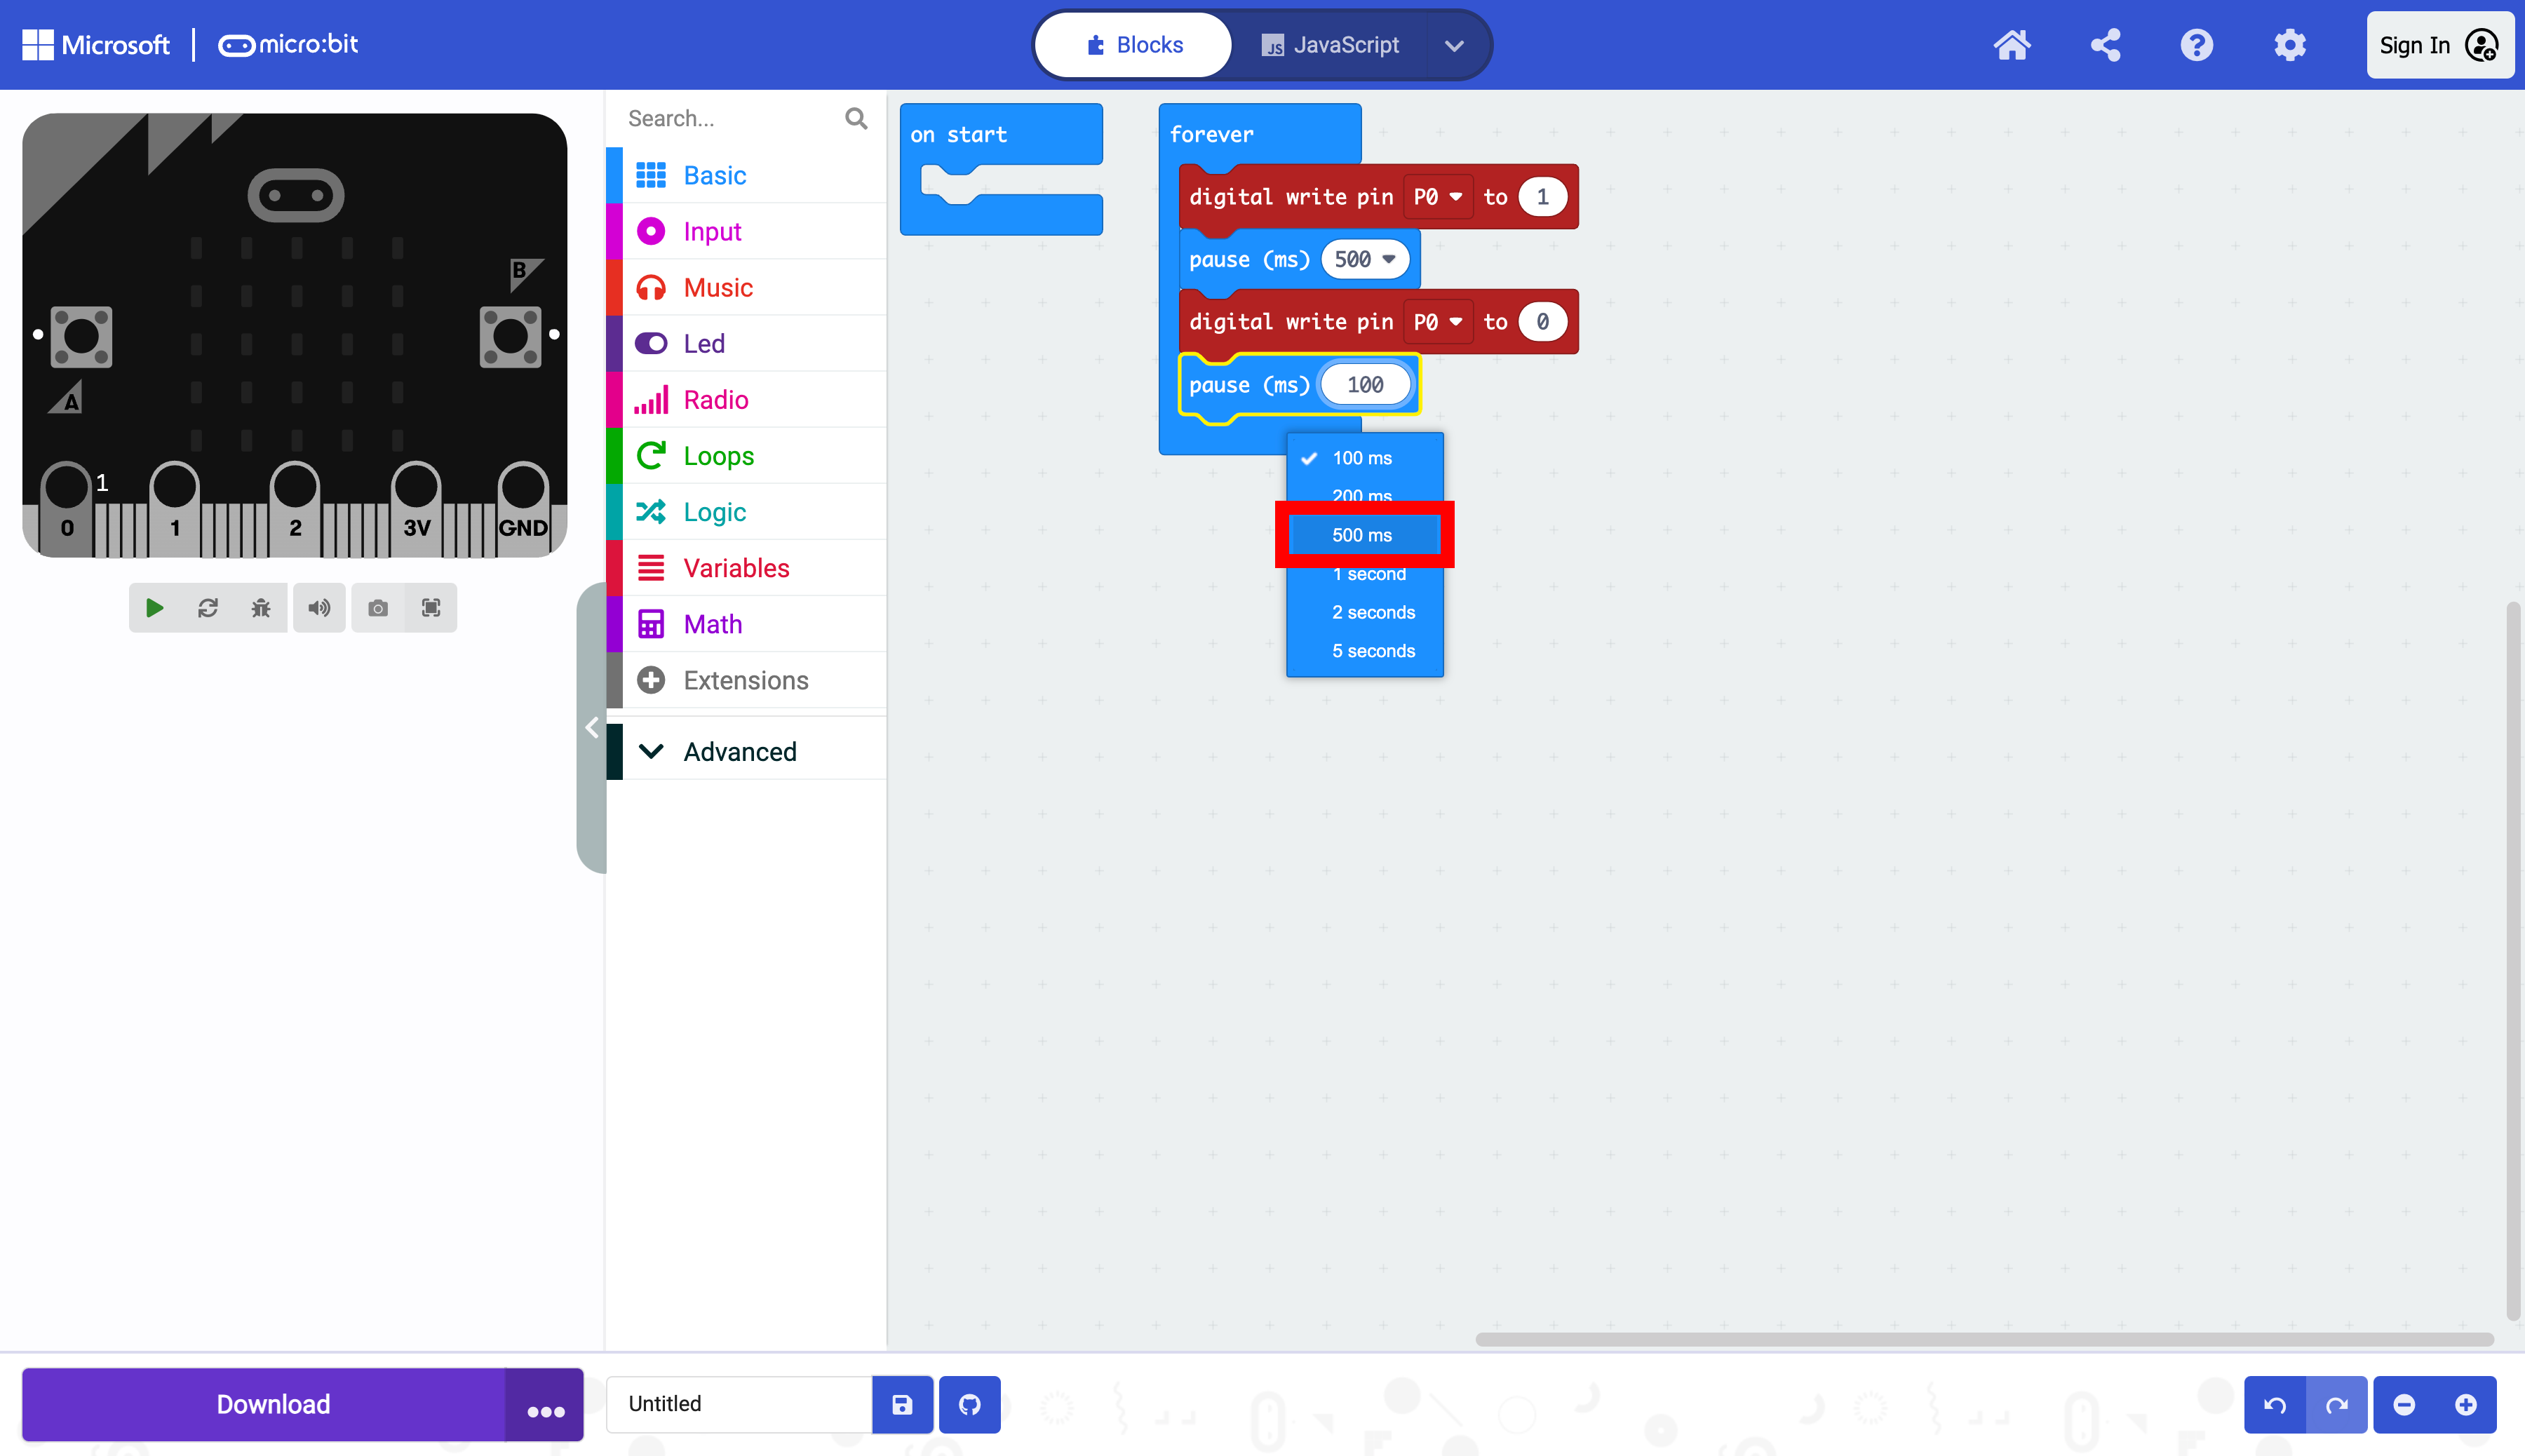 Microsoft | micro:bit
Blocks
JS JavaScript
Sign In
B
A
1
0 1 2 3V GND
Search...
Basic
Input
Music
Led
Radio
Loops
Logic
Variables
Math
Extensions
Advanced
on start
forever
digital write pin P0 to 1
pause (ms) 500
digital write pin P0 to 0
pause (ms) 100
100 ms
200 ms
500 ms
1 second
2 seconds
5 seconds
Download
Untitled